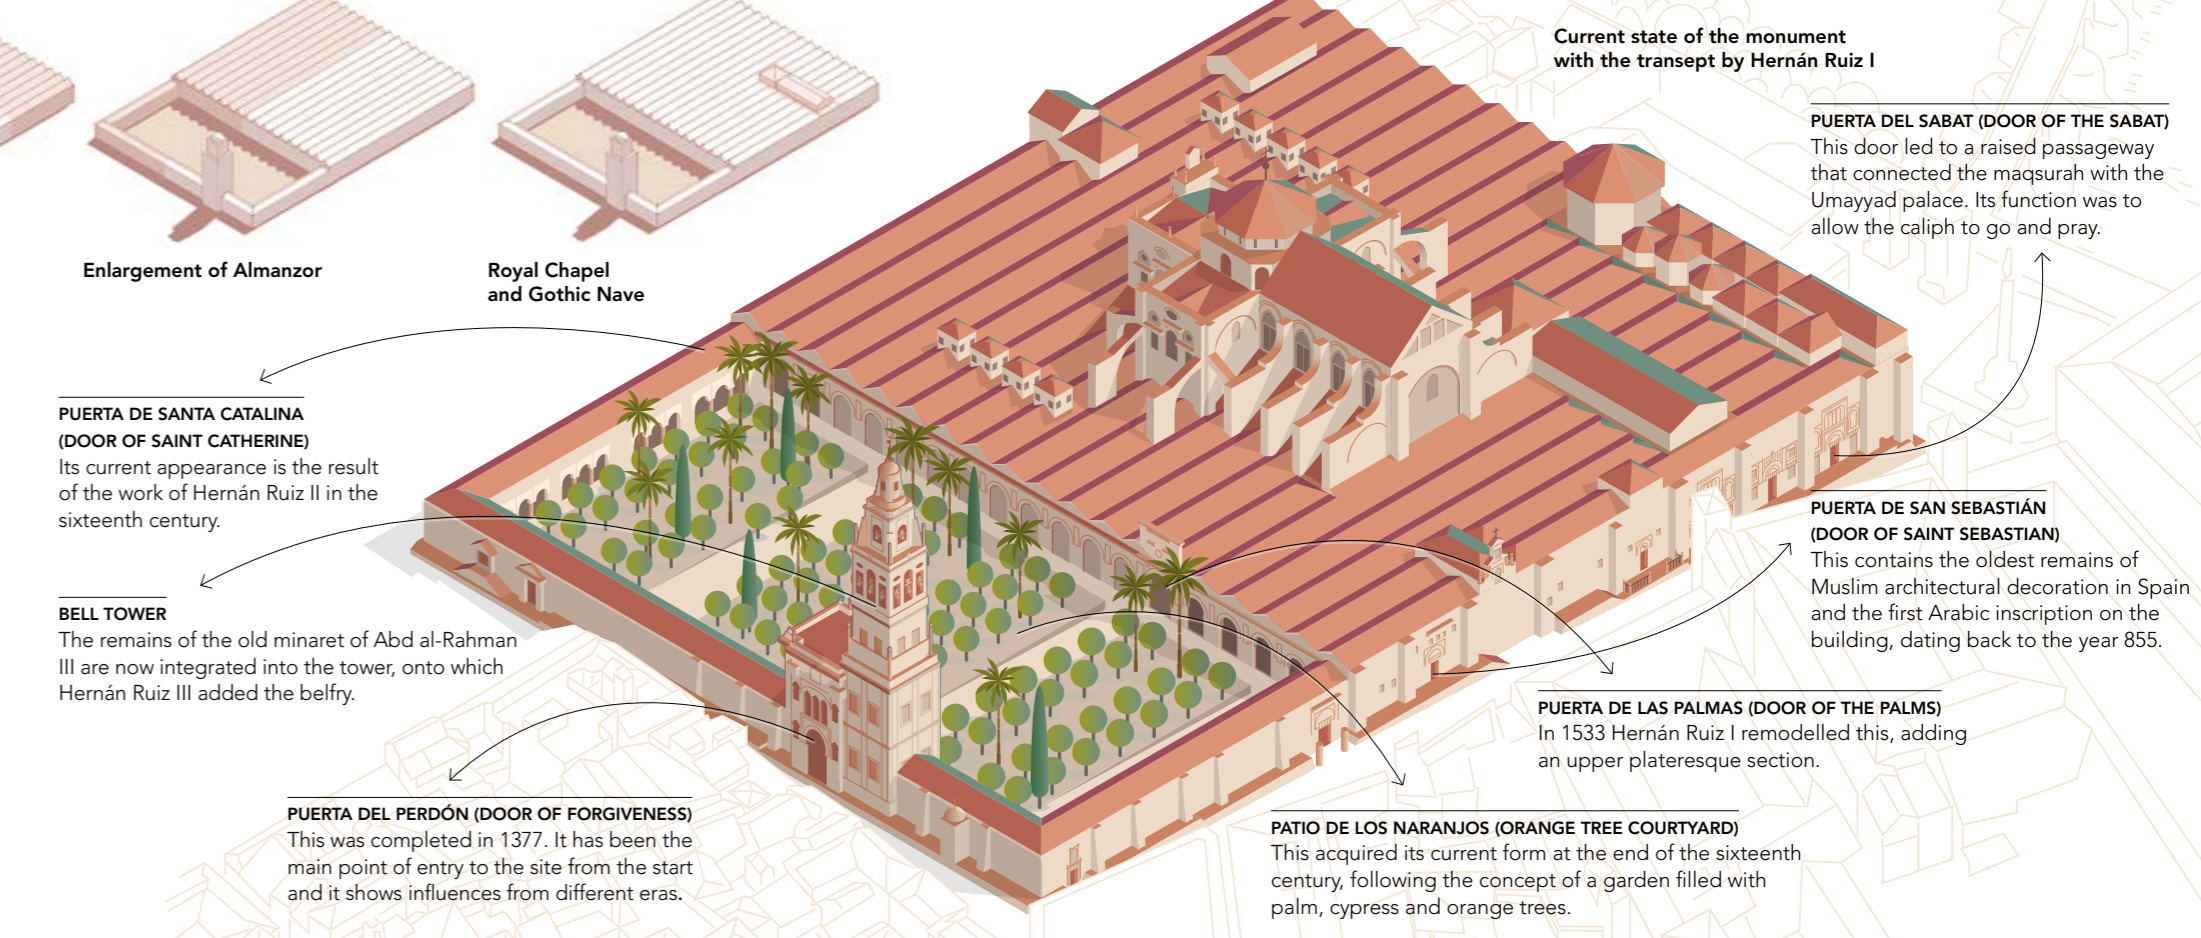 Enlargement of Almanzor
Royal Chapel
and Gothic Nave
Current state of the monument
with the transept by Hernán Ruiz I
PUERTA DEL SABAT (DOOR OF THE SABAT)
This door led to a raised passageway
that connected the maqsurah with the
Umayyad palace. Its function was to
allow the caliph to go and pray.
PUERTA DE SANTA CATALINA
(DOOR OF SAINT CATHERINE)
Its current appearance is the result
of the work of Hernán Ruiz II in the
sixteenth century.
BELL TOWER
The remains of the old minaret of Abd al-Rahman
III are now integrated into the tower, onto which
Hernán Ruiz III added the belfry.
PUERTA DEL PERDÓN (DOOR OF FORGIVENESS)
This was completed in 1377. It has been the
main point of entry to the site from the start
and it shows influences from different eras.
PUERTA DE SAN SEBASTIÁN
(DOOR OF SAINT SEBASTIAN)
This contains the oldest remains of
Muslim architectural decoration in Spain
and the first Arabic inscription on the
building, dating back to the year 855.
PUERTA DE LAS PALMAS (DOOR OF THE PALMS)
In 1533 Hernán Ruiz I remodelled this, adding
an upper plateresque section.
PATIO DE LOS NARANJOS (ORANGE TREE COURTYARD)
This acquired its current form at the end of the sixteenth
century, following the concept of a garden filled with
palm, cypress and orange trees.